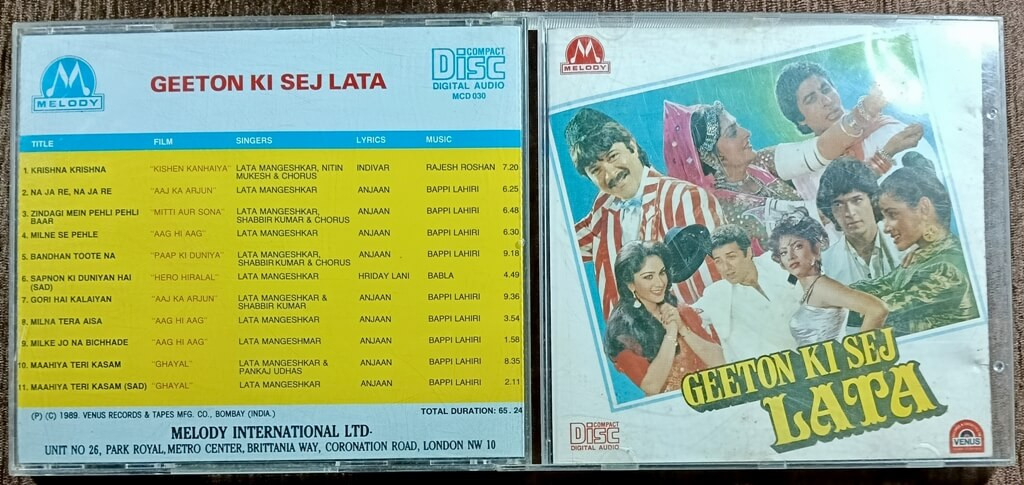 MELODY
GEETON KI SEJ LATA
COMPACT
DISC
DIGITAL AUDIO
MCD 030
TITLE FILM SINGERS LYRICS MUSIC
1. KRISHNA KRISHNA "KISHEN KANHAIYA" LATA MANGESHKAR, NITIN INDIVAR RAJESH ROSHAN 7.20
MUKESH & CHORUS
2. NA JA RE, NA JA RE "AAJ KA ARJUN" LATA MANGESHKAR ANJAAN BAPPI LAHIRI 6.25
3. ZINDAGI MEIN PEHLI PEHLI "MITTI AUR SONA" LATA MANGESHKAR, ANJAAN BAPPI LAHIRI 6.48
BAAR SHABBIR KUMAR & CHORUS
4. MILNE SE PEHLE "AAG HI AAG" LATA MANGESHKAR ANJAAN BAPPI LAHIRI 6.30
5. BANDHAN TOOTE NA "PAAP KI DUNIYA" LATA MANGESHKAR, ANJAAN BAPPI LAHIRI 9.18
SHABBIR KUMAR & CHORUS
6. SAPNON KI DUNIYAN HAI "HERO HIRALAL" LATA MANGESHKAR HRIDAY LANI BABLA 4.49
(SAD)
7. GORI HAI KALAIYAN "AAJ KA ARJUN" LATA MANGESHKAR & ANJAAN BAPPI LAHIRI 9.36
SHABBIR KUMAR
8. MILNA TERA AISA "AAG HI AAG" LATA MANGESHKAR ANJAAN BAPPI LAHIRI 3.54
9. MILKE JO NA BICHHADE "AAG HI AAG" LATA MANGESHMAR ANJAAN BAPPI LAHIRI 1.58
10. MAAHIYA TERI KASAM "GHAYAL" LATA MANGESHKAR & ANJAAN BAPPI LAHIRI 8.35
PANKAJ UDHAS
11. MAAHIYA TERI KASAM (SAD) "GHAYAL" LATA MANGESHKAR ANJAAN BAPPI LAHIRI 2.11
(P) (C) 1989. VENUS RECORDS & TAPES MFG. CO., BOMBAY (INDIA.) TOTAL DURATION: 65. 24
MELODY INTERNATIONAL LTD.
UNIT NO 26, PARK ROYAL, METRO CENTER, BRITTANIA WAY, CORONATION ROAD, LONDON NW 10
MELODY
GEETON KI SEJ
LATA
COMPACT
DISC
DIGITAL AUDIO
VENUS